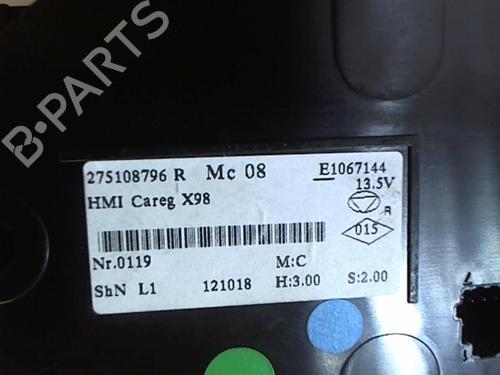 B-PARTS
275108796 R Mc 08 E1067144
13.5V
HMI Careg X98
R
015
Nr.0119 M:C
ShN L1 121018 H:3.00 S:2.00